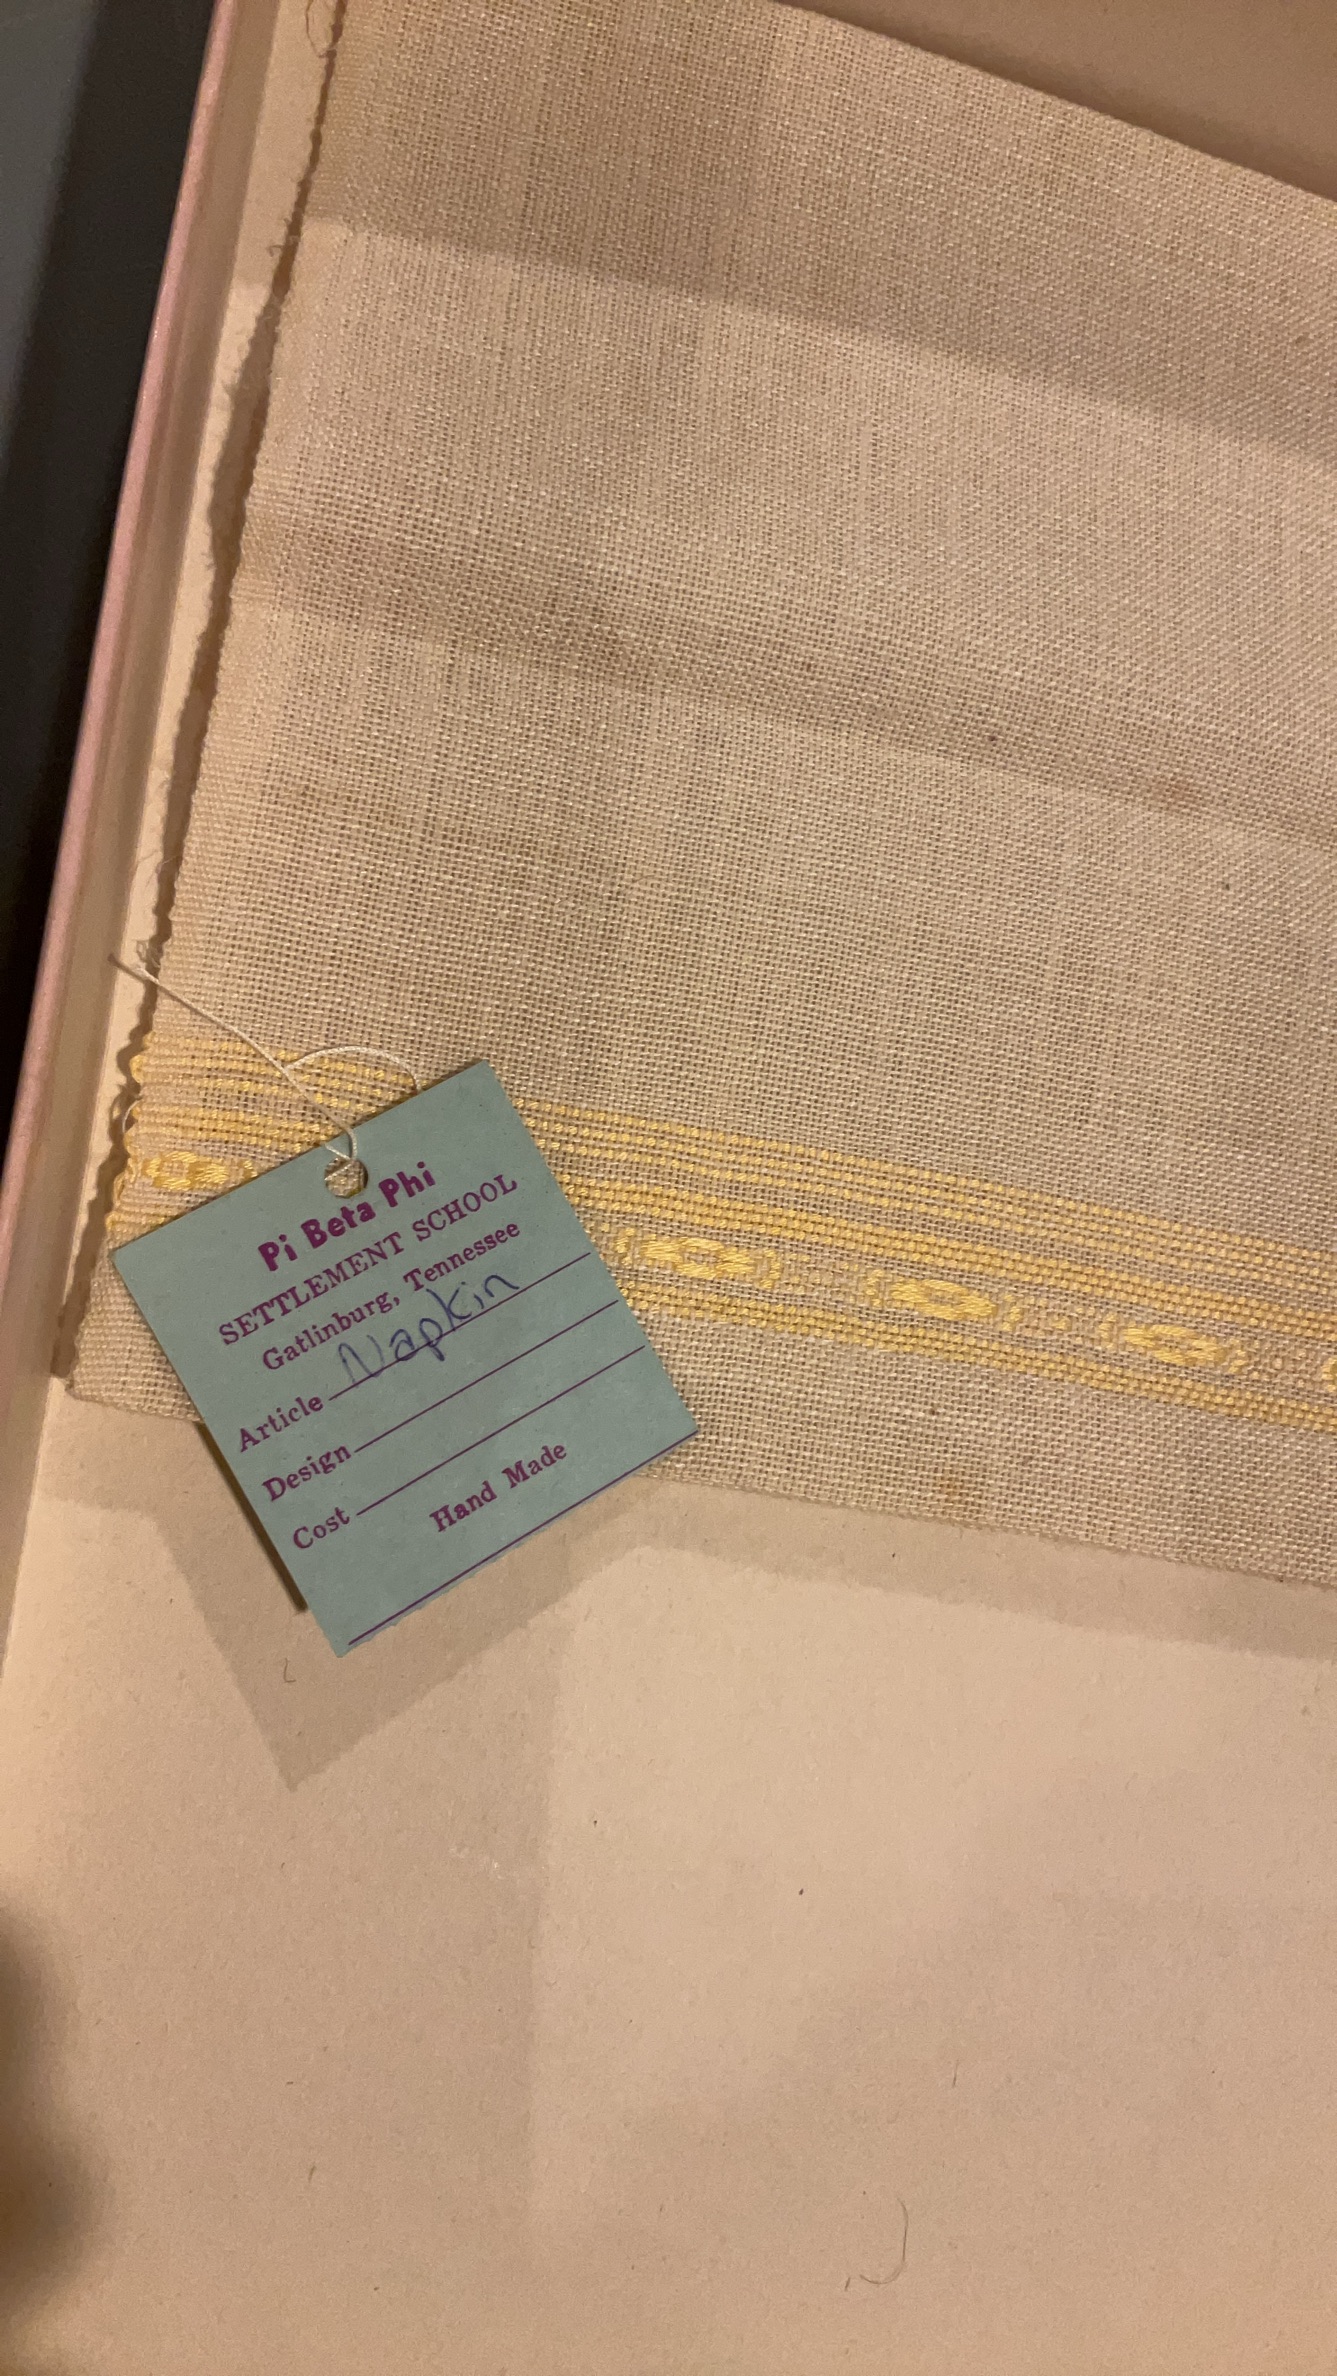 Pi Beta Phi
SETTLEMENT SCHOOL
Gatlinburg, Tennessee
Article Napkin
Design
Cost
Hand Made